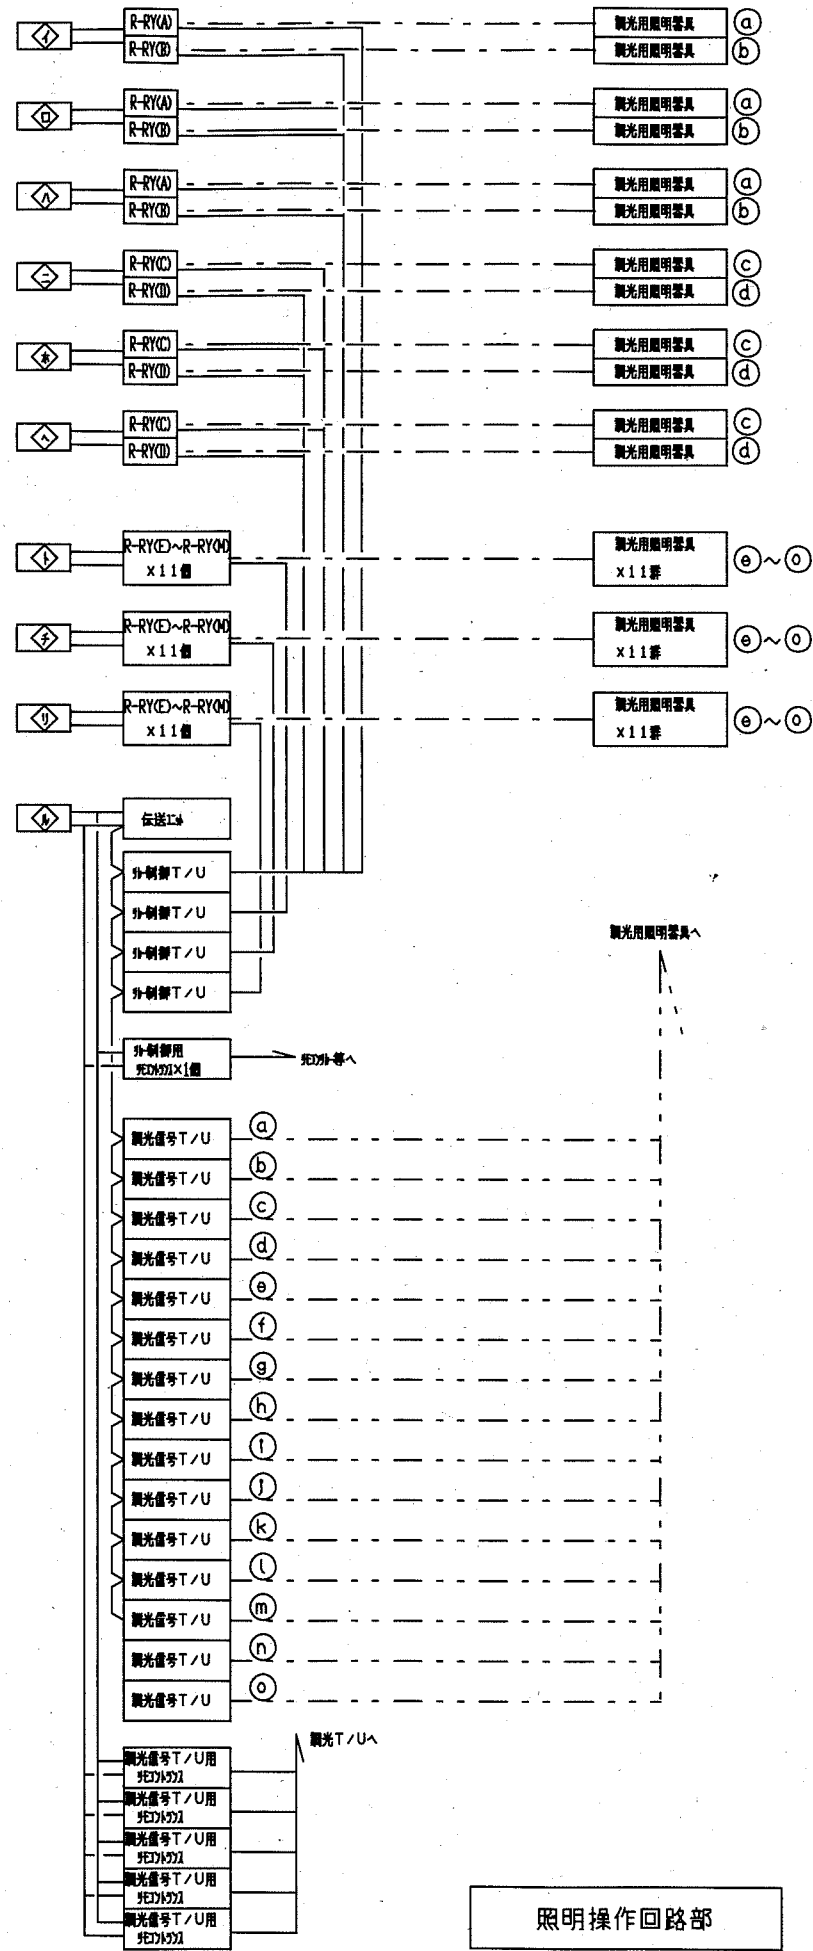 イ R-RY(A) 調光用照明器具 a
R-RY(B) 調光用照明器具 b
ロ R-RY(A) 調光用照明器具 a
R-RY(B) 調光用照明器具 b
ハ R-RY(A) 調光用照明器具 a
R-RY(B) 調光用照明器具 b
ニ R-RY(C) 調光用照明器具 c
R-RY(D) 調光用照明器具 d
ホ R-RY(C) 調光用照明器具 c
R-RY(D) 調光用照明器具 d
ヘ R-RY(C) 調光用照明器具 c
R-RY(D) 調光用照明器具 d
ト R-RY(E)～R-RY(M) 調光用照明器具 e～o
×11個 ×11群
チ R-RY(E)～R-RY(M) 調光用照明器具 e～o
×11個 ×11群
リ R-RY(E)～R-RY(M) 調光用照明器具 e～o
×11個 ×11群
ル 伝送ﾕﾆｯﾄ
ﾘﾚｰ制御T/U
ﾘﾚｰ制御T/U
調光用照明器具へ
ﾘﾚｰ制御T/U
ﾘﾚｰ制御T/U
ﾘﾚｰ制御用
ﾘﾓｺﾝﾄﾗﾝｽ×1個 ﾘﾓｺﾝﾘﾚｰ等へ
調光信号T/U a
調光信号T/U b
調光信号T/U c
調光信号T/U d
調光信号T/U e
調光信号T/U f
調光信号T/U g
調光信号T/U h
調光信号T/U i
調光信号T/U j
調光信号T/U k
調光信号T/U l
調光信号T/U m
調光信号T/U n
調光信号T/U o
調光T/Uへ
調光信号T/U用
ﾘﾓｺﾝﾄﾗﾝｽ
調光信号T/U用
ﾘﾓｺﾝﾄﾗﾝｽ
調光信号T/U用
ﾘﾓｺﾝﾄﾗﾝｽ
調光信号T/U用
ﾘﾓｺﾝﾄﾗﾝｽ
調光信号T/U用
ﾘﾓｺﾝﾄﾗﾝｽ
照明操作回路部